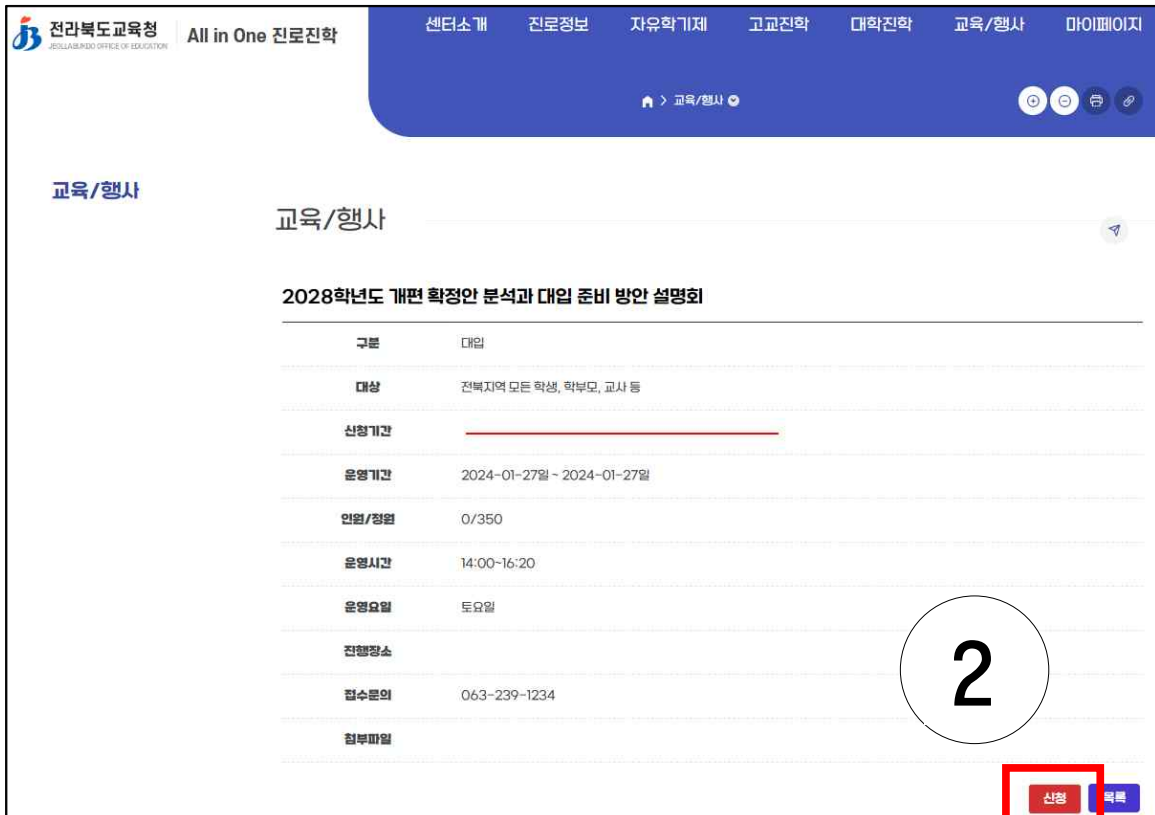 전라북도교육청
JEOLLABUKDO OFFICE OF EDUCATION
All in One 진로진학
센터소개 진로정보 자유학기제 고교진학 대학진학 교육/행사 마이페이지
> 교육/행사
교육/행사
교육/행사
2028학년도 개편 확정안 분석과 대입 준비 방안 설명회
구분 대입
대상 전북지역 모든 학생, 학부모, 교사 등
신청기간
운영기간 2024-01-27일 ~ 2024-01-27일
인원/정원 0/350
운영시간 14:00~16:20
운영요일 토요일
진행장소
접수문의 063-239-1234
첨부파일
2
신청 목록